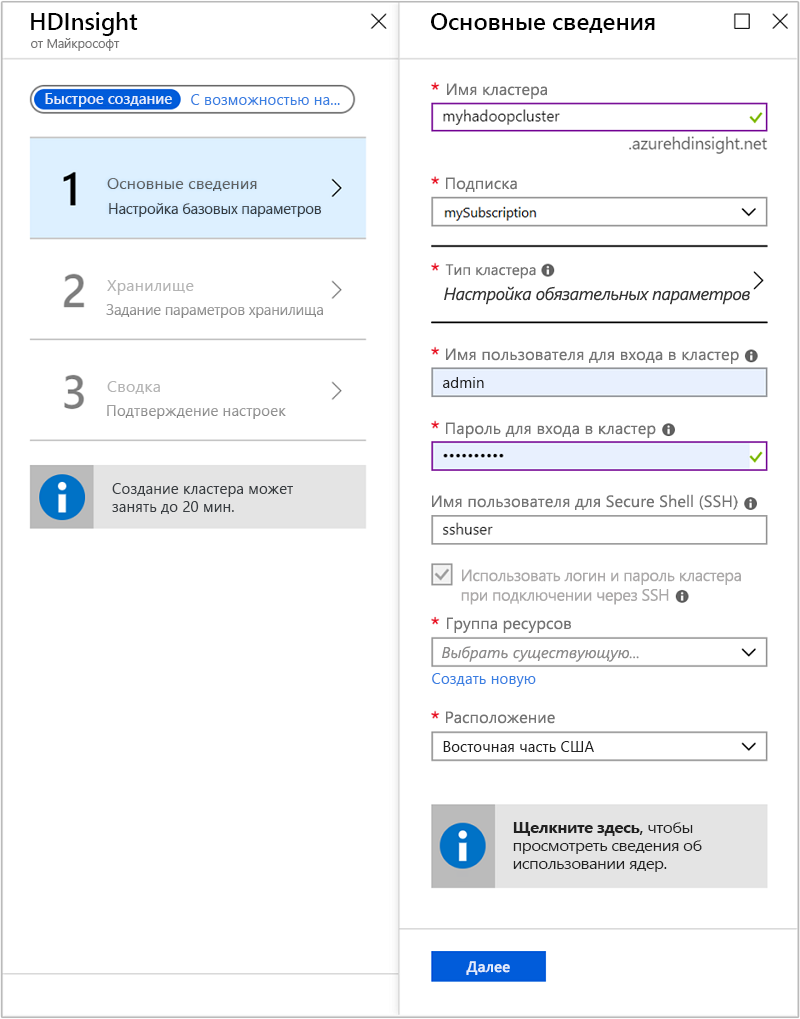 HDInsight
от Майкрософт
Быстрое создание
С возможностью на...
1
Основные сведения
Настройка базовых параметров
2
Хранилище
Задание параметров хранилища
3
Сводка
Подтверждение настроек
Создание кластера может
занять до 20 мин.
Основные сведения
* Имя кластера
myhadoopcluster
.azurehdinsight.net
* Подписка
mySubscription
* Тип кластера
Настройка обязательных параметров
* Имя пользователя для входа в кластер
admin
* Пароль для входа в кластер
••••••••••
Имя пользователя для Secure Shell (SSH)
sshuser
Использовать логин и пароль кластера
при подключении через SSH
* Группа ресурсов
Выбрать существующую...
Создать новую
* Расположение
Восточная часть США
Щелкните здесь, чтобы
просмотреть сведения об
использовании ядер.
Далее